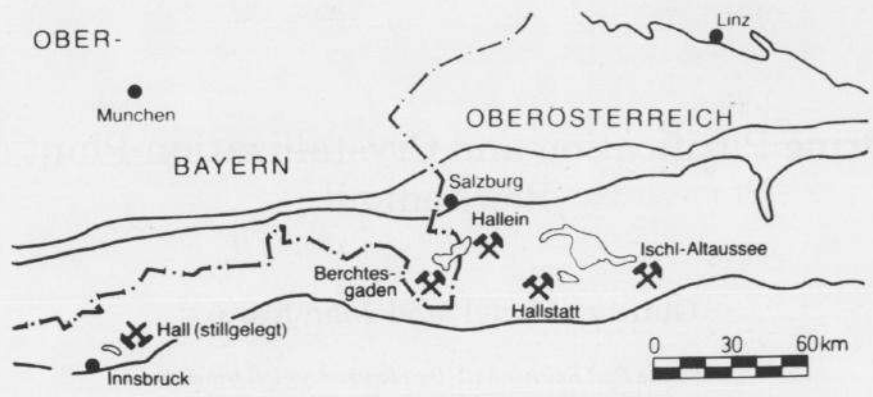 OBER-
Linz
Munchen
OBERÖSTERREICH
BAYERN
Salzburg
Hallein
Ischl-Altaussee
Berchtes-
gaden
Hallstatt
Hall (stillgelegt)
Innsbruck
0 30 60 km